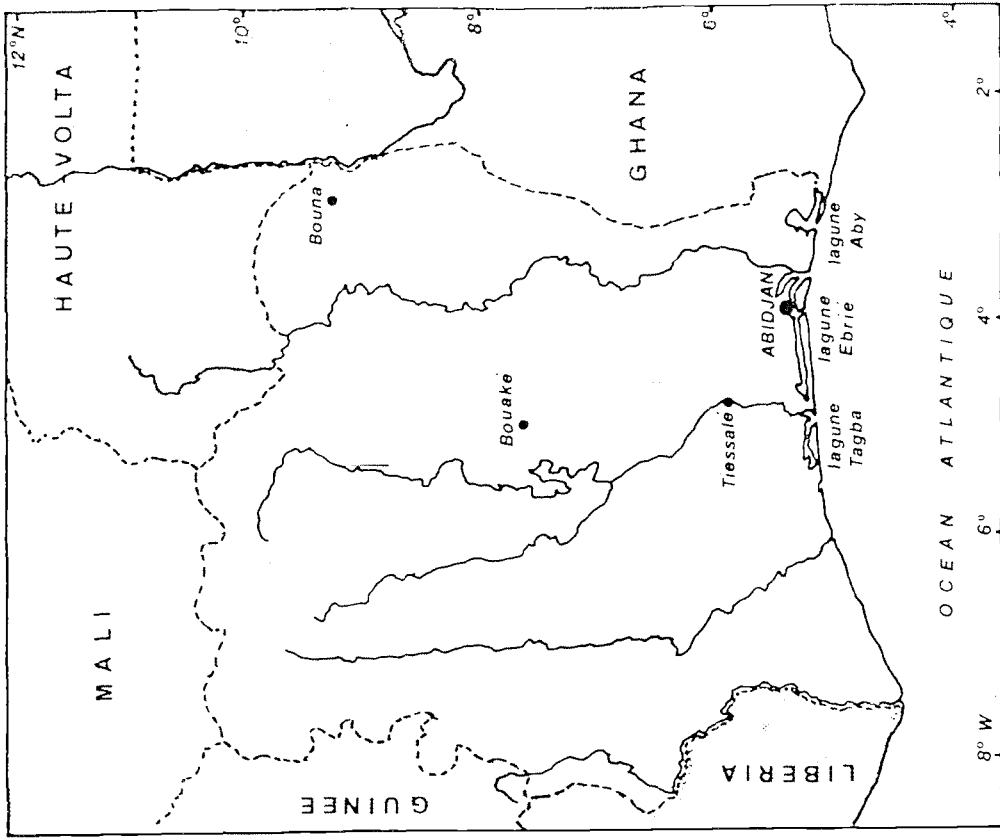 12°N
10°
8°
6°
4°
HAUTE-VOLTA
MALI
GUINEE
LIBERIA
GHANA
Bouna
Bouake
Tiessale
ABIDJAN
lagune
Aby
lagune
Ebrie
lagune
Tagba
OCEAN ATLANTIQUE
8° W
6°
4°
2°